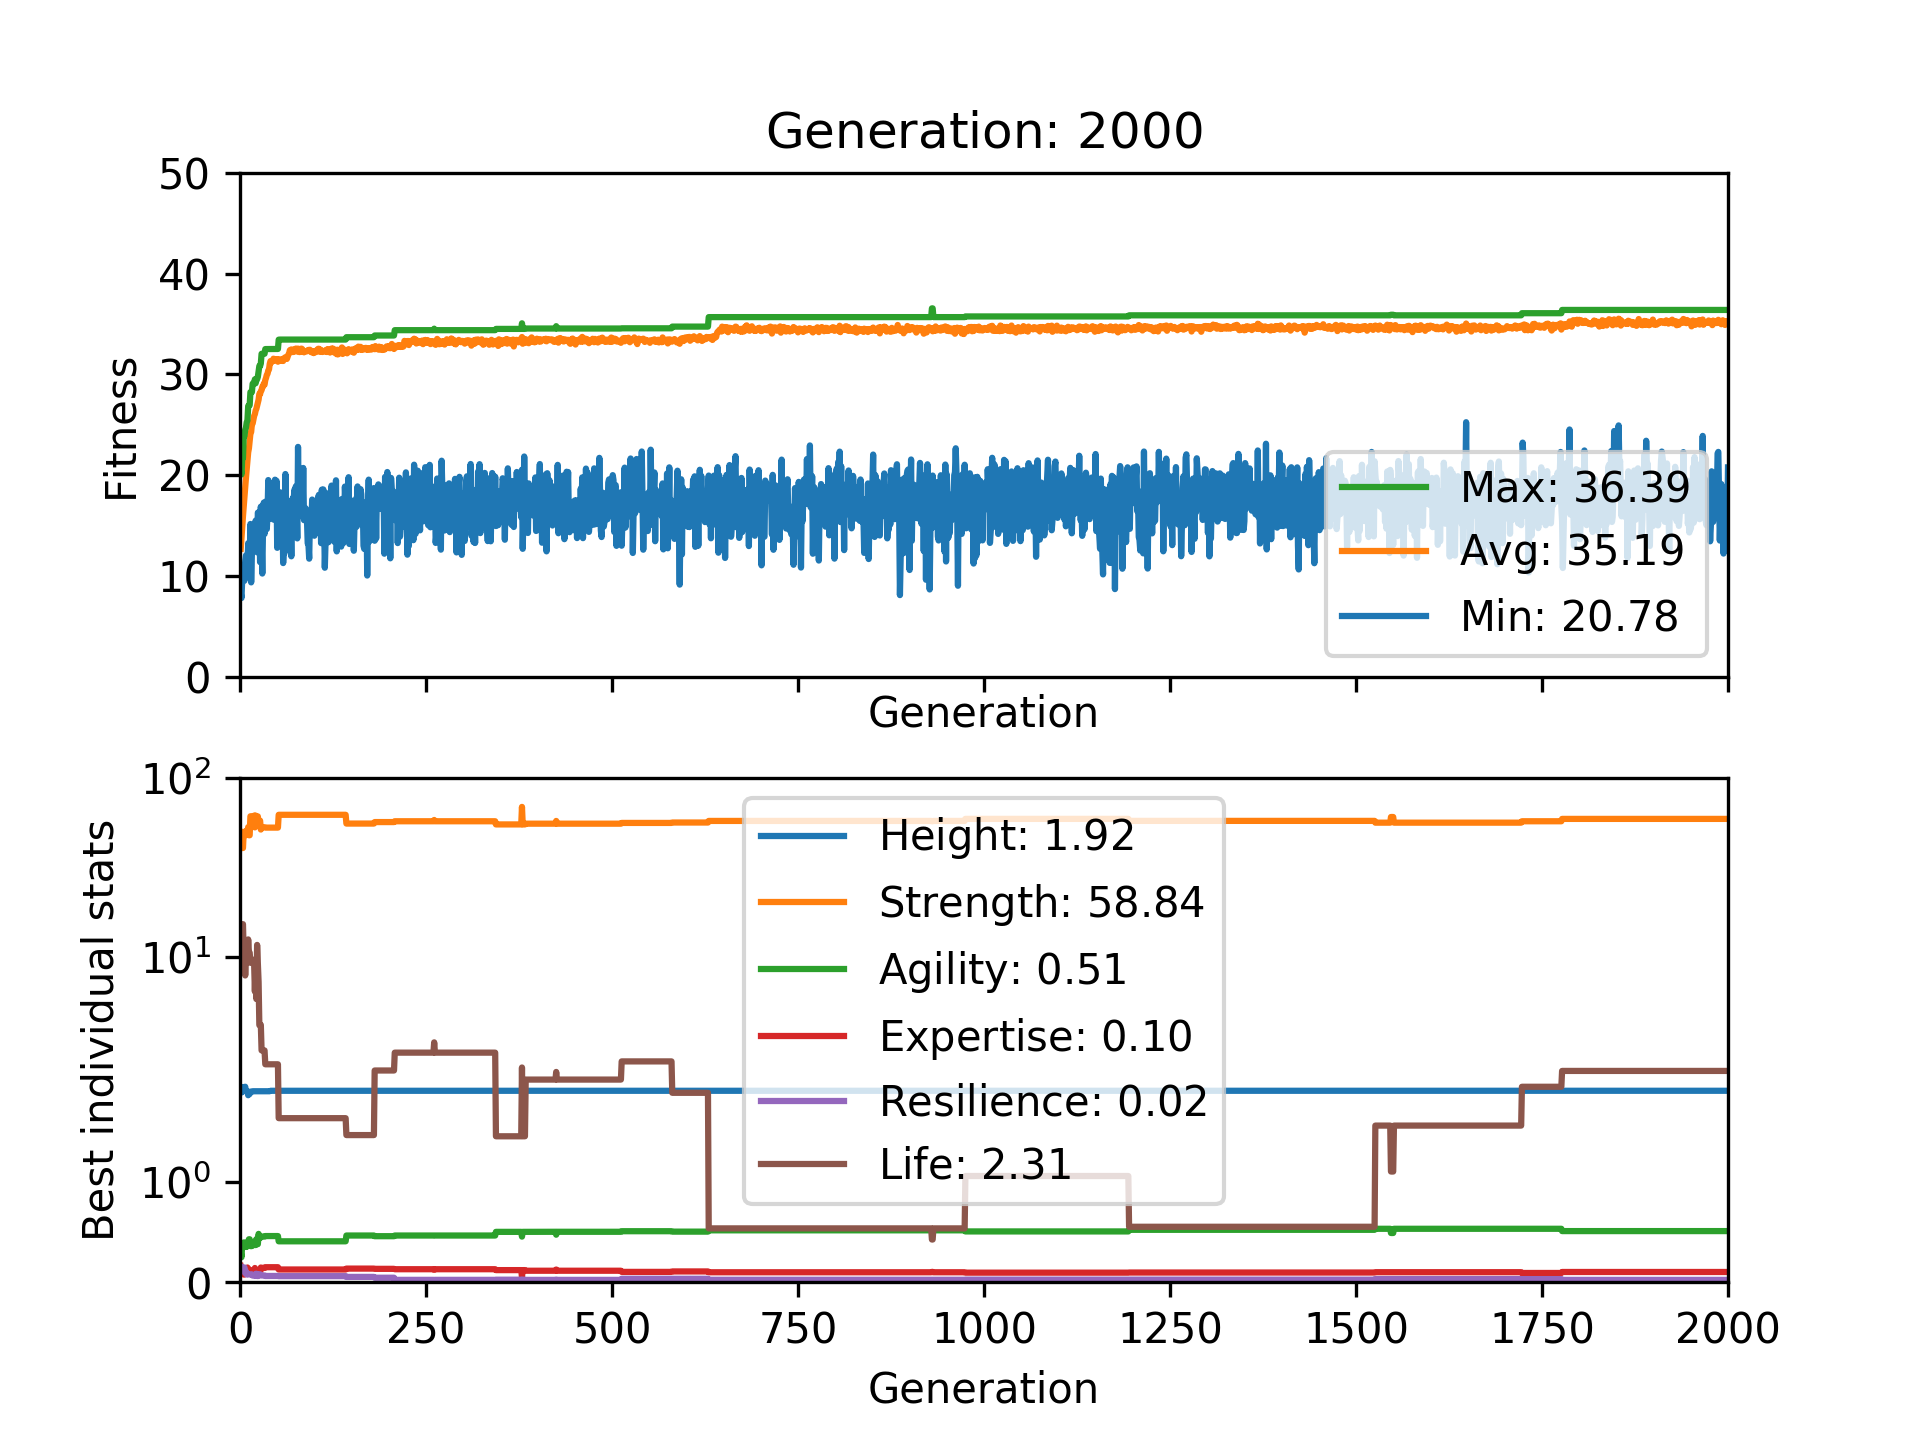 Generation: 2000
50
40
30
20
10
0
Fitness
Max: 36.39
Avg: 35.19
Min: 20.78
Generation
10²
10¹
10⁰
0
Best individual stats
Height: 1.92
Strength: 58.84
Agility: 0.51
Expertise: 0.10
Resilience: 0.02
Life: 2.31
0 250 500 750 1000 1250 1500 1750 2000
Generation